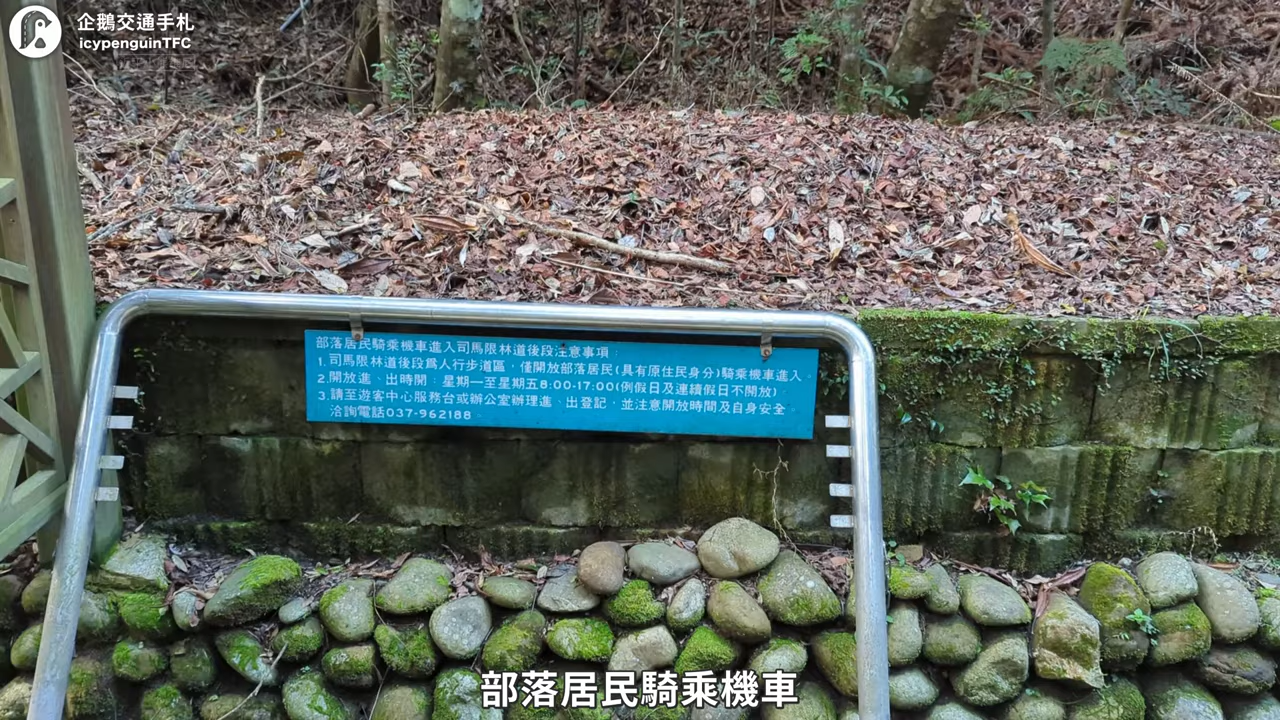 企鵝交通手札
icypenguinTFC
部落居民騎乘機車進入司馬限林道後段注意事項：
1.司馬限林道後段為人行步道區，僅開放部落居民(具有原住民身分)騎乘機車進入。
2.開放進、出時間：星期一至星期五8:00-17:00(例假日及連續假日不開放)。
3.請至遊客中心服務台或辦公室辦理進、出登記，並注意開放時間及自身安全。
洽詢電話037-962188
部落居民騎乘機車